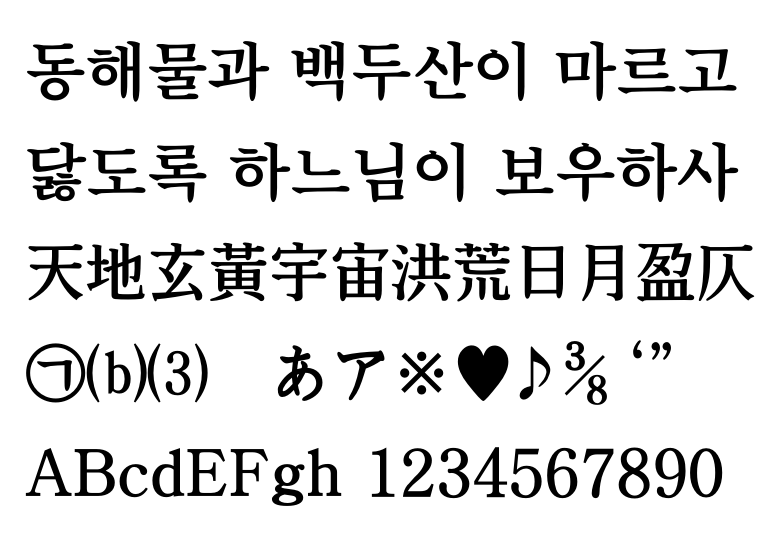 동해물과 백두산이 마르고
닳도록 하느님이 보우하사
天地玄黃宇宙洪荒日月盈仄
㉠⒝⑶　あア※♥♪⅜ ‘”
ABcdEFgh 1234567890